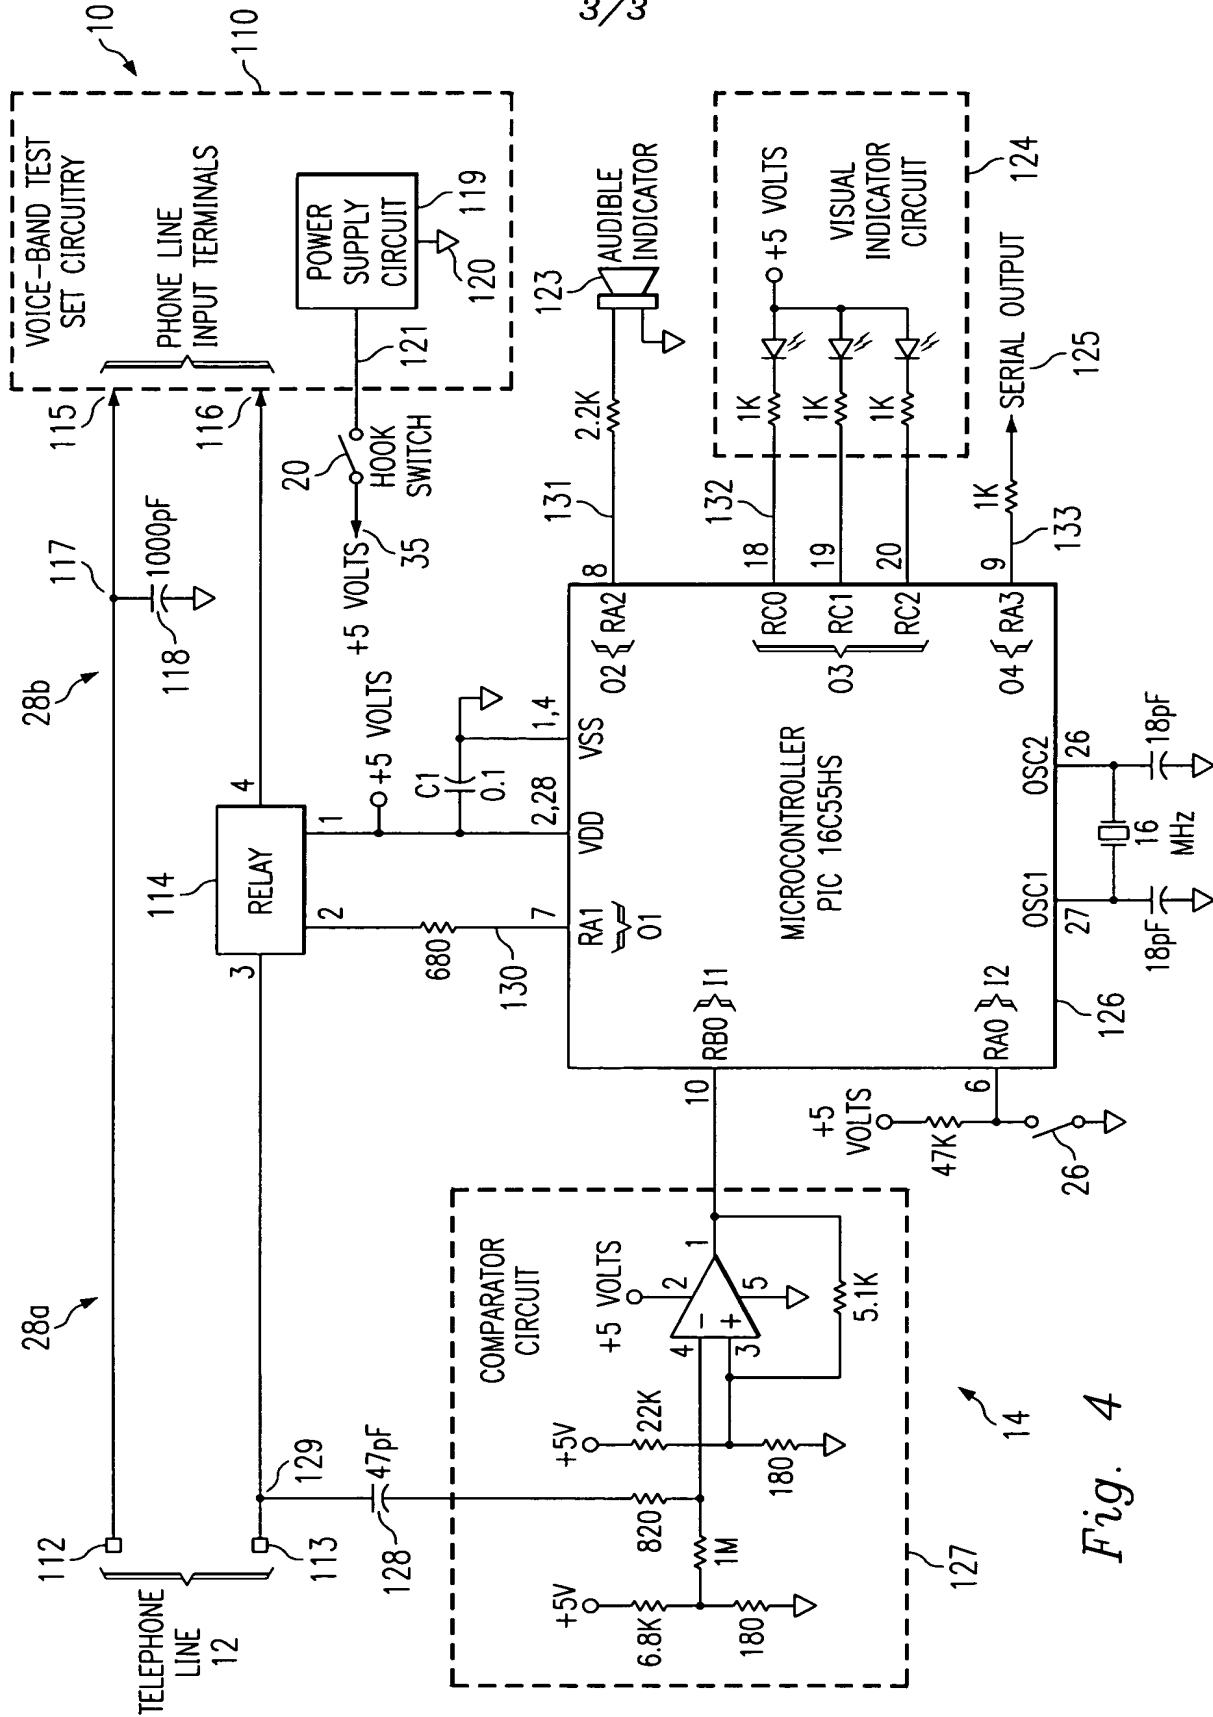 3/3
10
110
VOICE-BAND TEST
SET CIRCUITRY
PHONE LINE
INPUT TERMINALS
POWER
SUPPLY
CIRCUIT
119
120
121
115
116
20
HOOK
SWITCH
+5 VOLTS
35
28b
117
1000pF
118
28a
TELEPHONE
LINE
12
112
113
129
47pF
128
114
RELAY
3
4
2
1
680
130
+5 VOLTS
C1
0.1
7
2,28
1,4
RA1
O1
VDD
VSS
MICROCONTROLLER
PIC 16C55HS
RB0
I1
10
RA0
I2
6
RA2
O2
8
RC0
RC1
RC2
O3
18
19
20
RA3
O4
9
OSC1
OSC2
27
26
16
MHz
18pF
18pF
126
131
2.2K
123
AUDIBLE
INDICATOR
132
1K
1K
1K
+5 VOLTS
VISUAL
INDICATOR
CIRCUIT
124
133
1K
SERIAL OUTPUT
125
+5
VOLTS
47K
26
COMPARATOR
CIRCUIT
+5 VOLTS
2
1
4
−
+
3
5
5.1K
+5V
22K
180
820
1M
+5V
6.8K
180
127
14
Fig. 4